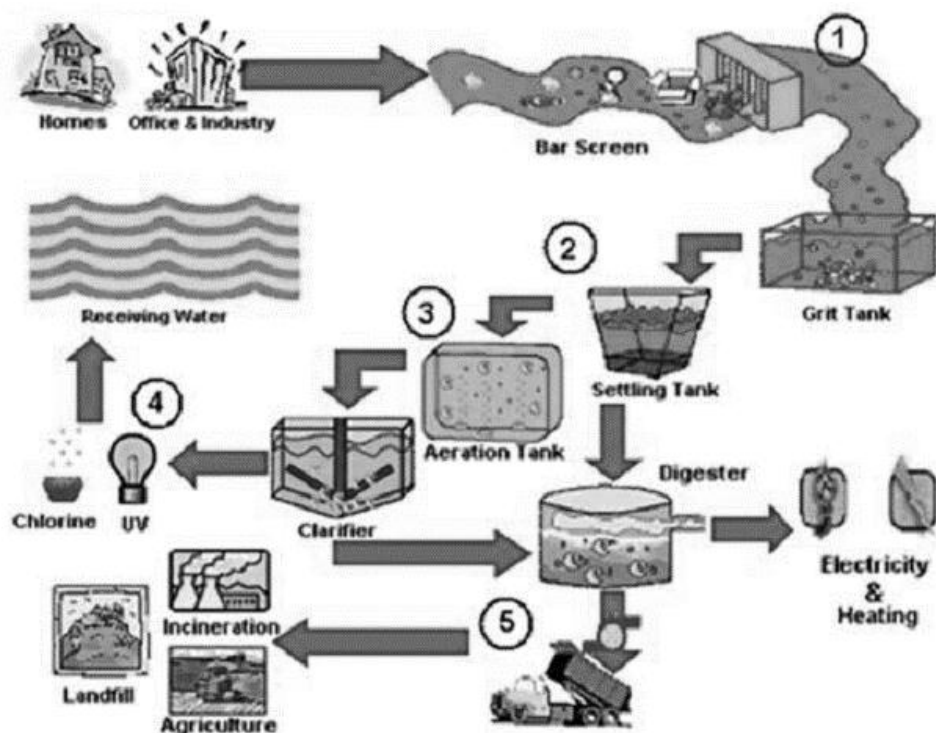 1
Homes
Office & Industry
Bar Screen
2
Grit Tank
Receiving Water
3
Settling Tank
4
Aeration Tank
Digester
Chlorine
UV
Clarifier
Electricity
&
Heating
Incineration
5
Landfill
Agriculture